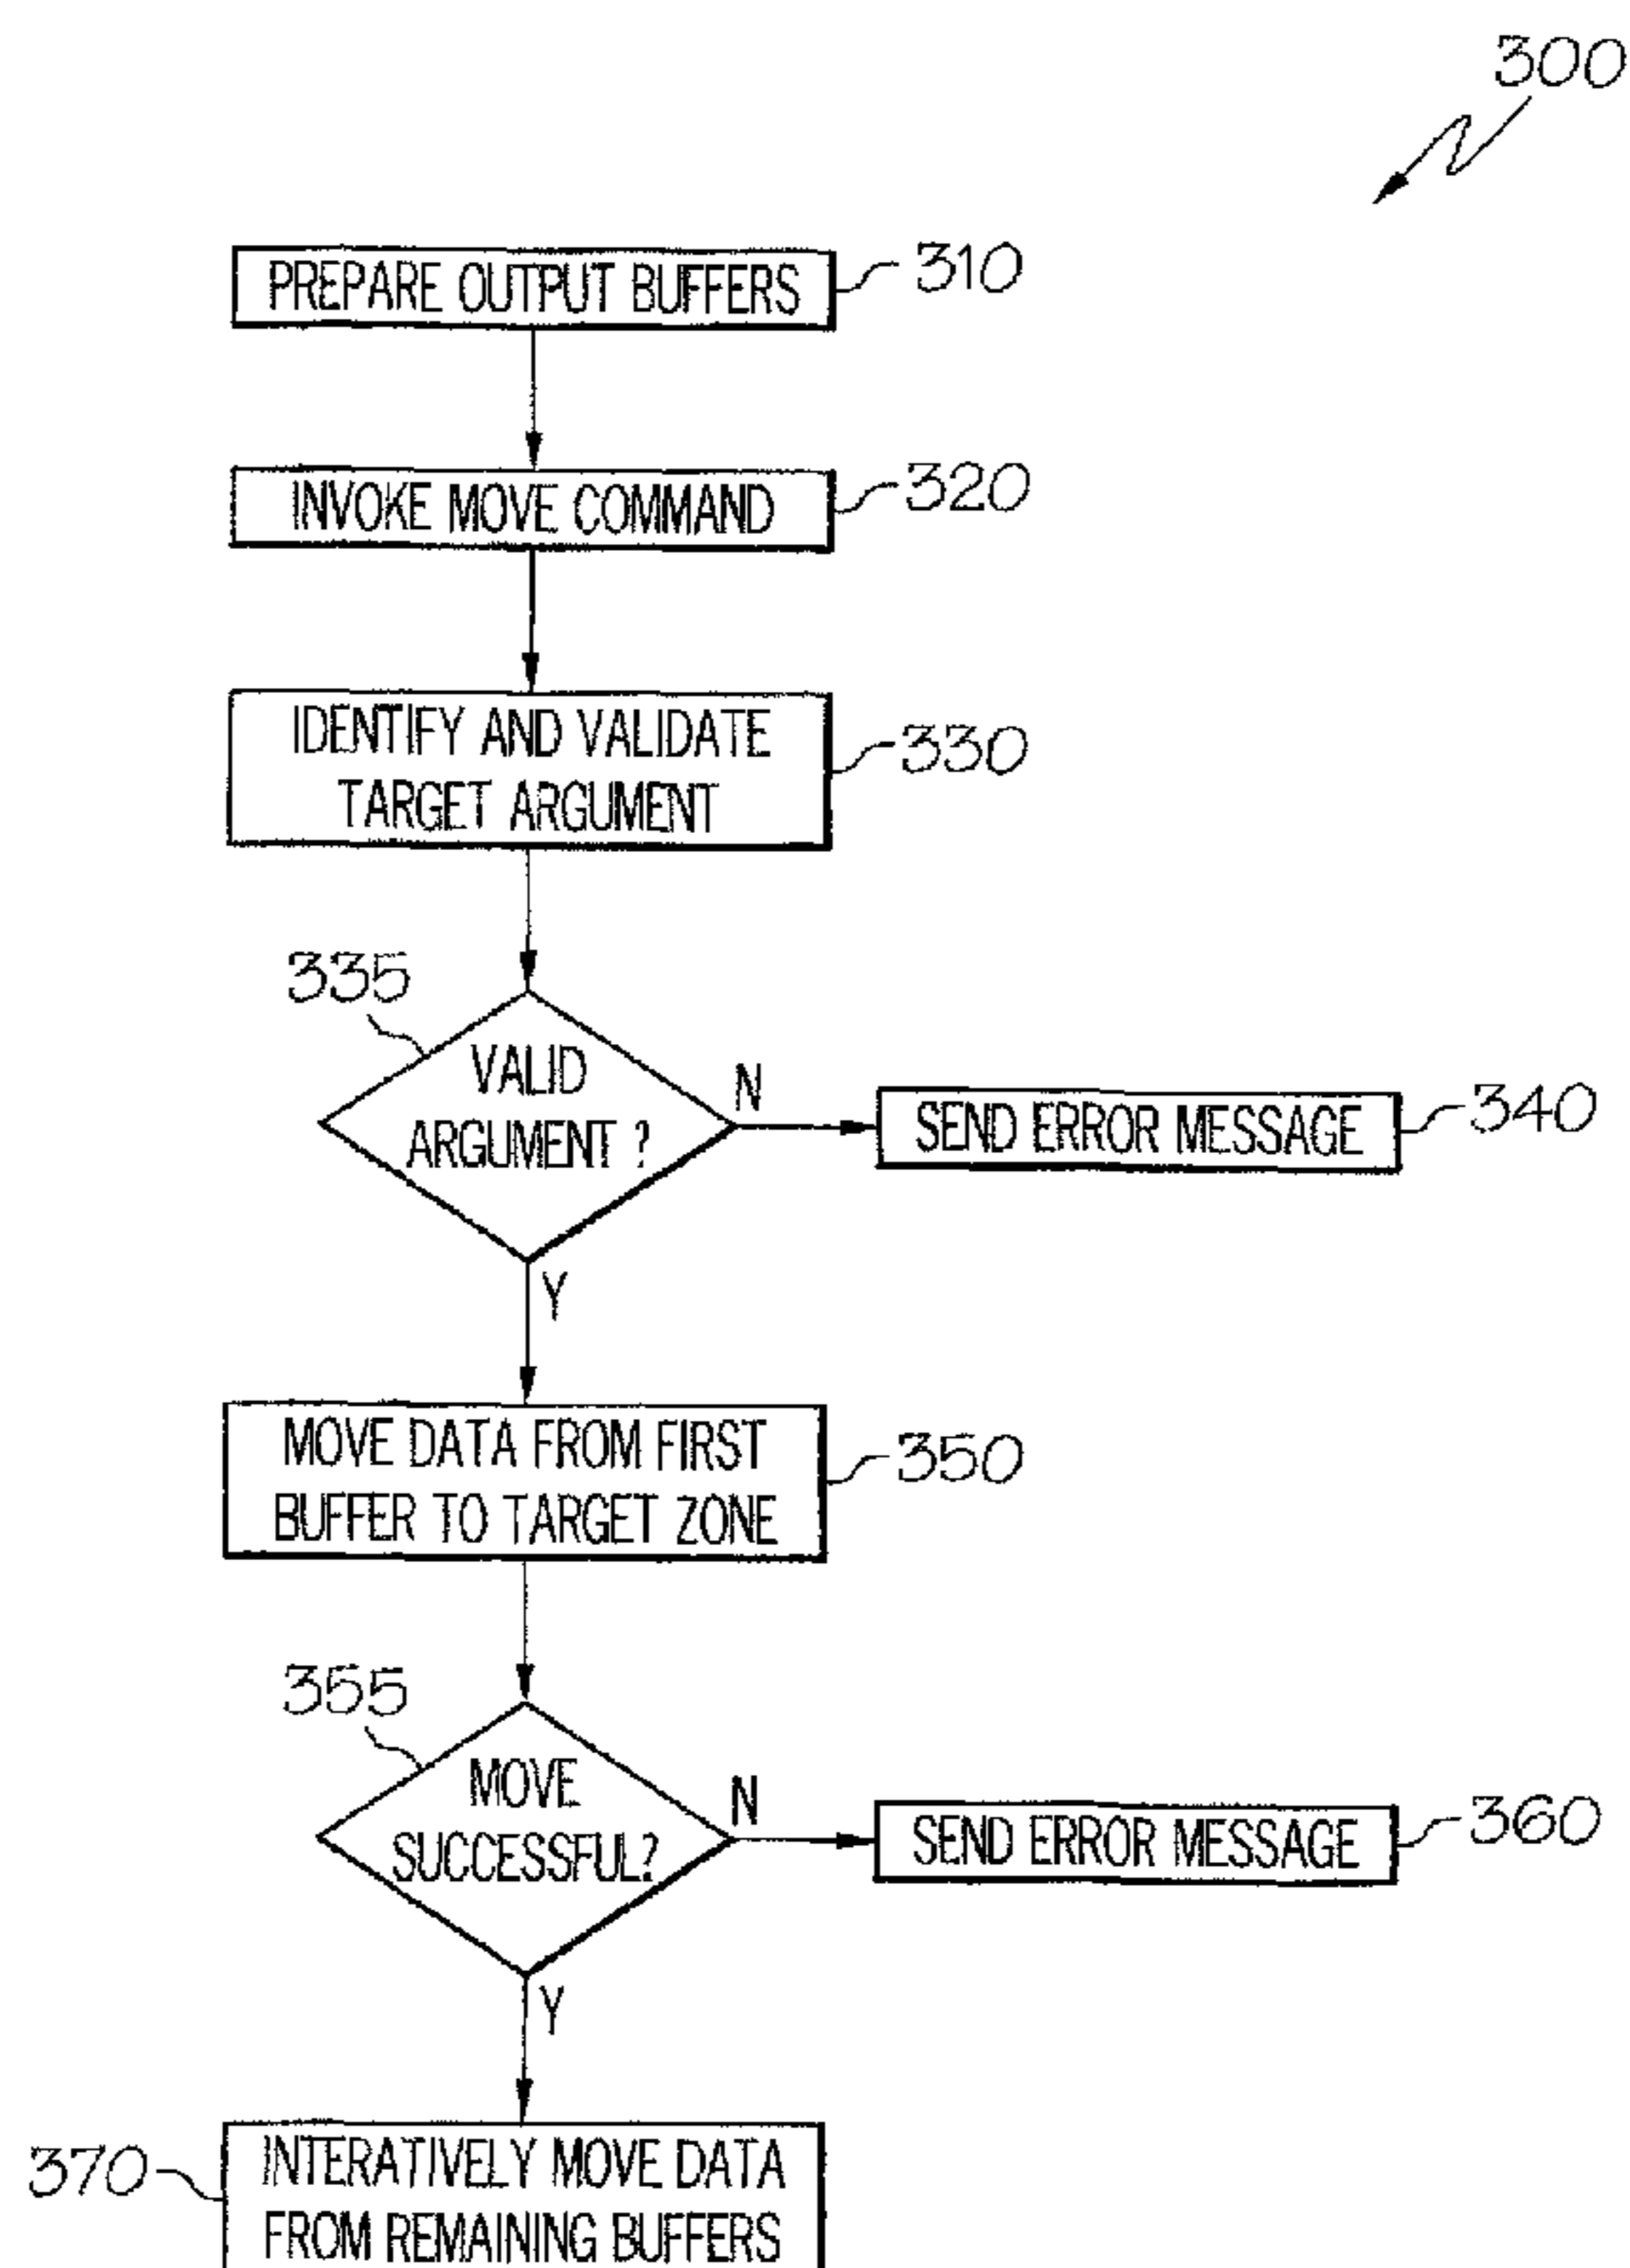 300
PREPARE OUTPUT BUFFERS
310
INVOKE MOVE COMMAND
320
IDENTIFY AND VALIDATE
TARGET ARGUMENT
330
335
VALID
ARGUMENT ?
N
SEND ERROR MESSAGE
340
Y
MOVE DATA FROM FIRST
BUFFER TO TARGET ZONE
350
355
MOVE
SUCCESSFUL?
N
SEND ERROR MESSAGE
360
Y
370
INTERATIVELY MOVE DATA
FROM REMAINING BUFFERS